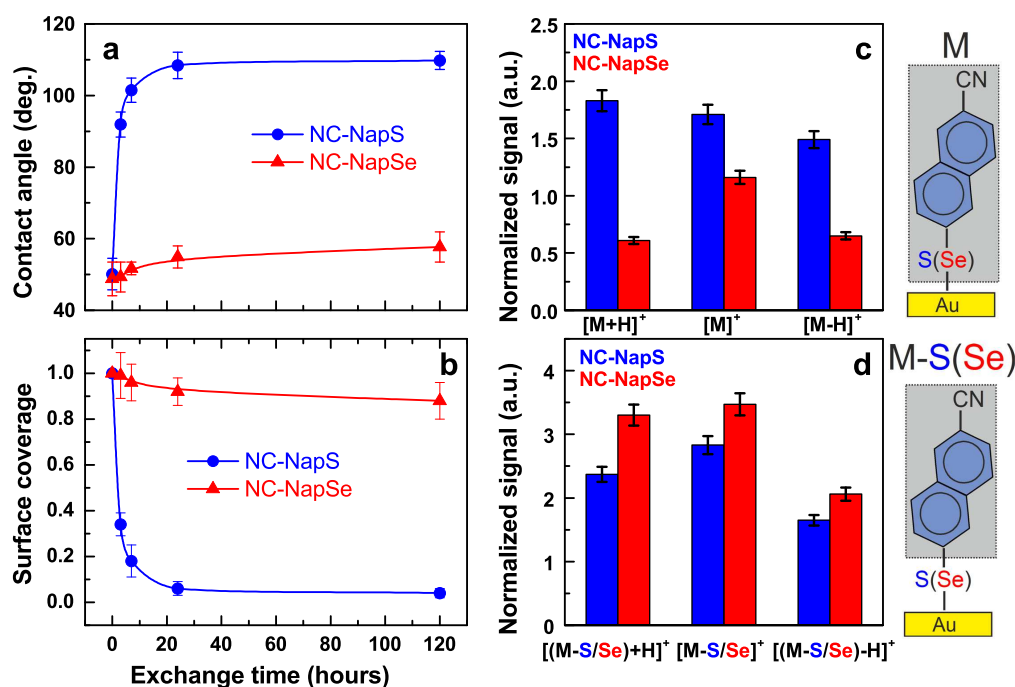 a
Contact angle (deg.)
120
100
80
60
40
NC-NapS
NC-NapSe
b
Surface coverage
1.0
0.8
0.6
0.4
0.2
0.0
NC-NapS
NC-NapSe
0 20 40 60 80 100 120
Exchange time (hours)
c
NC-NapS
NC-NapSe
Normalized signal (a.u.)
2.5
2.0
1.5
1.0
0.5
0.0
[M+H]⁺ [M]⁺ [M-H]⁺
M
CN
S(Se)
Au
d
NC-NapS
NC-NapSe
Normalized signal (a.u.)
4
3
2
1
0
[(M-S/Se)+H]⁺ [M-S/Se]⁺ [(M-S/Se)-H]⁺
M-S(Se)
CN
S(Se)
Au